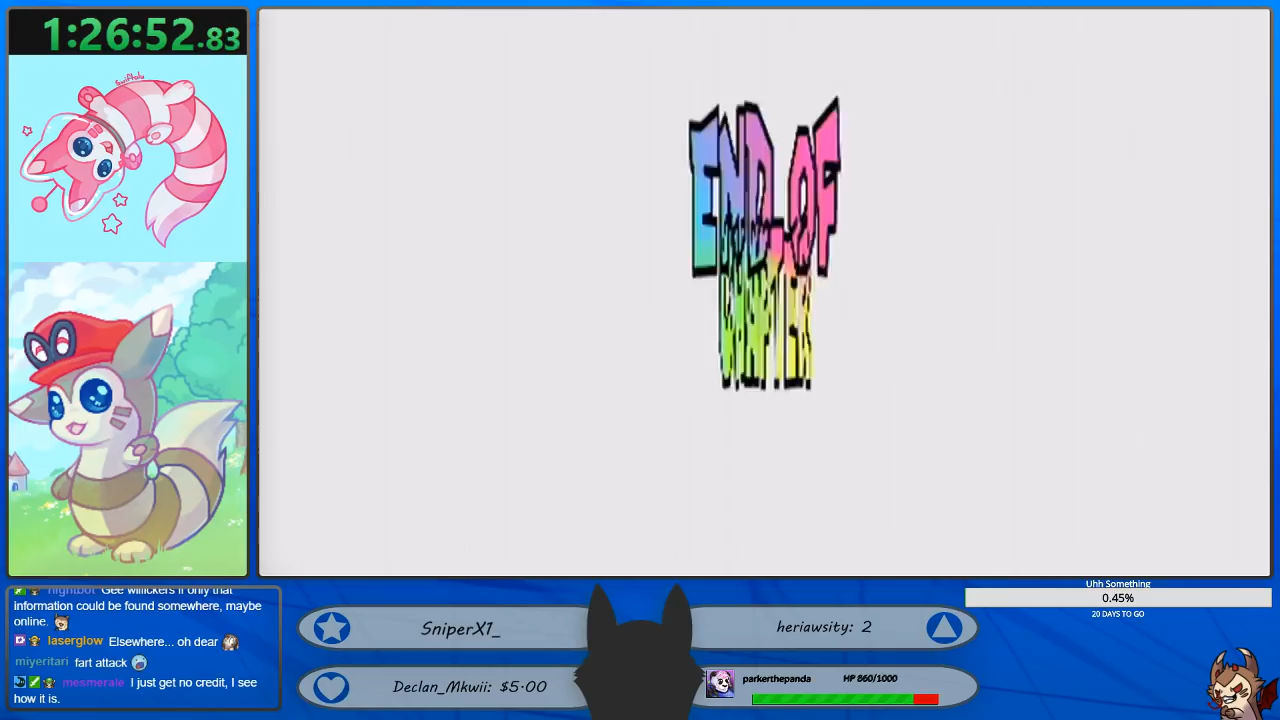 1:26:52.83
Swiftalu
END OF
CHAPTER
nightbot Gee willickers if only that
information could be found somewhere, maybe
online.
laserglow Elsewhere... oh dear
miyeritari fart attack
mesmerale I just get no credit, I see
how it is.
SniperX1_
Declan_Mkwii: $5.00
heriawsity: 2
parkerthepanda HP 860/1000
Uhh Something
0.45%
20 DAYS TO GO